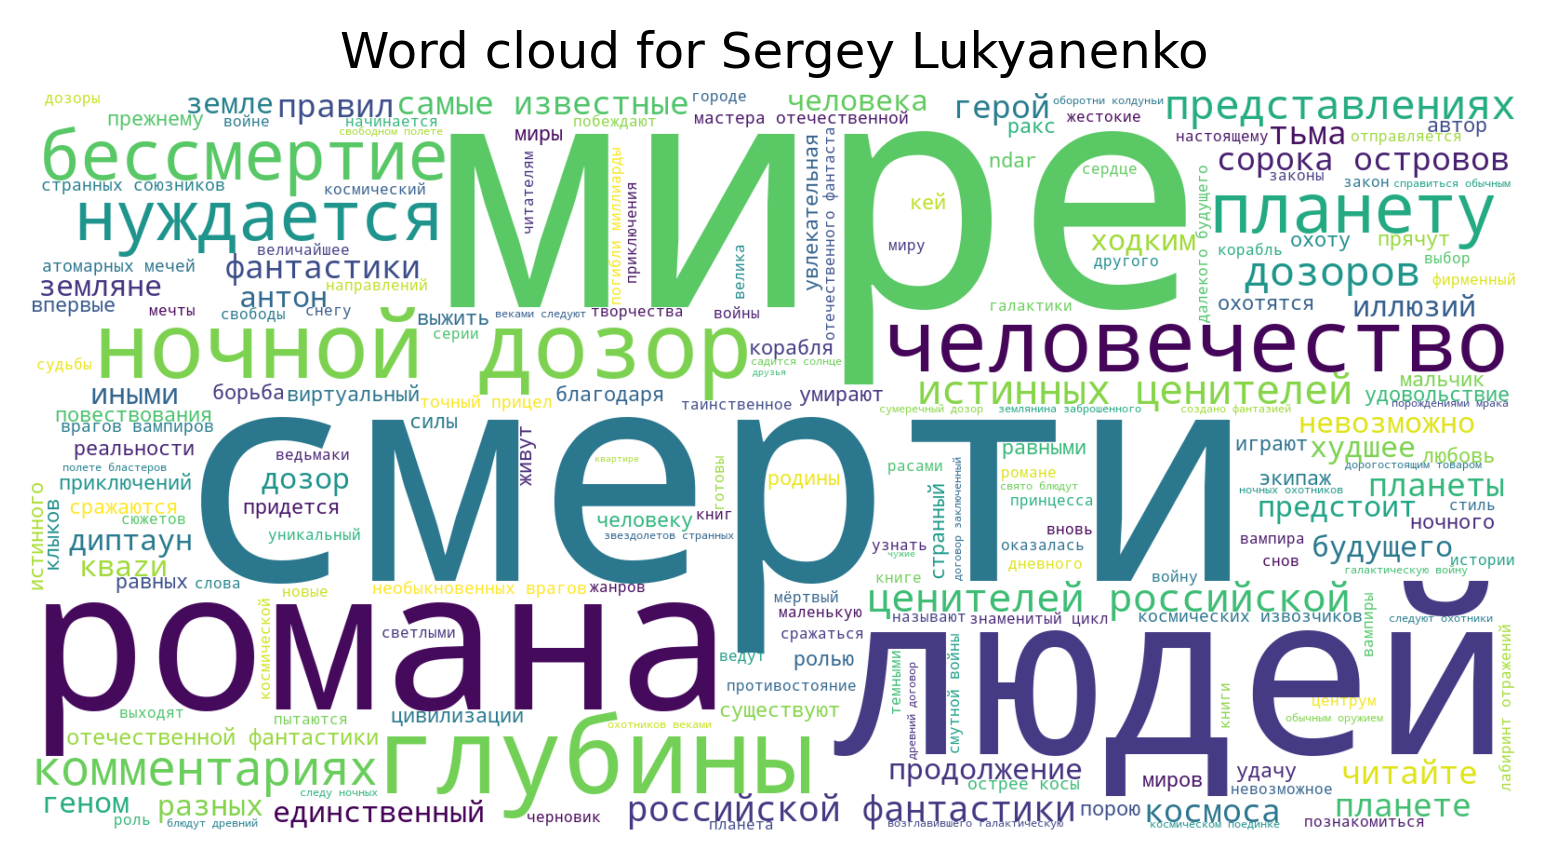 Word cloud for Sergey Lukyanenko
дозоры
прежнему
земле
войне
правил
начинается
свободном полете
самые известные
миры
побеждают
городе
мастера отечественной
человека
герой
ракс
оборотни колдуньи
жестокие
представлениях
настоящему
тьма
отправляется
автор
бессмертие
мире
ndar
сердце
сорока островов
законы
закон
справиться обычным
странных союзников
космический
читателям
погибли миллиарды
приключения
увлекательная
отечественного фантаста
кей
далекого будущего
планету
нуждается
величайшее
велика
миру
ходким
другого
корабль
охоту
прячут
выбор
атомарных мечей
фантастики
направлений
земляне
антон
дозоров
фирменный
впервые
мечты
свободы
снегу
выжить
веками следуют
творчества
войны
галактики
охотятся
иллюзий
серии
ночной дозор
корабля
садится солнце
друзья
человечество
судьбы
иными
борьба
виртуальный
точный прицел
благодаря
таинственное
умирают
истинных ценителей
мальчик
удовольствие
повествования
врагов вампиров
силы
сумеречный дозор
землянина заброшенного
создано фантазией
порождениями мрака
невозможно
реальности
ведьмаки
живут
смерти
квартире
готовы
родины
расами
равными
играют
худшее
любовь
полете бластеров
приключений
дозор
романе
свято блюдут
дорогостоящим товаром
экипаж
планеты
ночных охотников
сражаются
сюжетов
придется
человеку
книг
странный
договор заключенный
принцесса
предстоит
стиль
истинного
клыков
диптаун
уникальный
звездолетов странных
узнать
чужие
вновь
оказалась
вампира
ночного
квази
дневного
снов
будущего
истории
равных
слова
новые
необыкновенных врагов
жанров
мёртвый
книге
войну
галактическую войну
романа
маленькую
ценителей российской
называют
знаменитый цикл
космических извозчиков
вампиры
следуют охотники
людей
космической
светлыми
сражаться
ведут
ролью
темными
древний договор
смутной войны
противостояние
книги
центрум
обычным оружием
лабиринт отражений
выходят
пытаются
цивилизации
охотников веками
существуют
отечественной фантастики
глубины
комментариях
следу ночных
продолжение
острее косы
миров
удачу
невозможное
читайте
геном
разных
роль
блюдут древний
единственный
черновик
российской фантастики
планета
возглавившего галактическую
порою
космоса
космическом поединке
планете
познакомиться